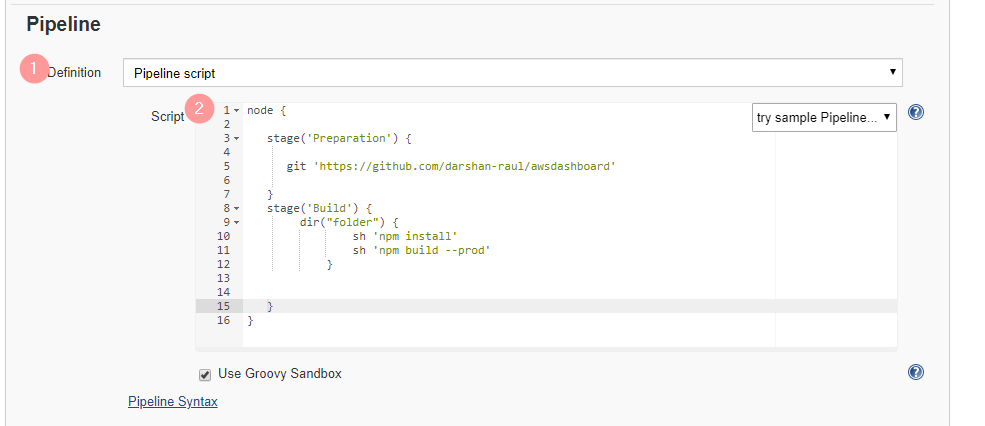 Pipeline
1 Definition Pipeline script
Script 2 try sample Pipeline...
1 node {
2
3 stage('Preparation') {
4
5 git 'https://github.com/darshan-raul/awsdashboard'
6
7 }
8 stage('Build') {
9 dir("folder") {
10 sh 'npm install'
11 sh 'npm build --prod'
12 }
13
14
15 }
16 }
Use Groovy Sandbox
Pipeline Syntax